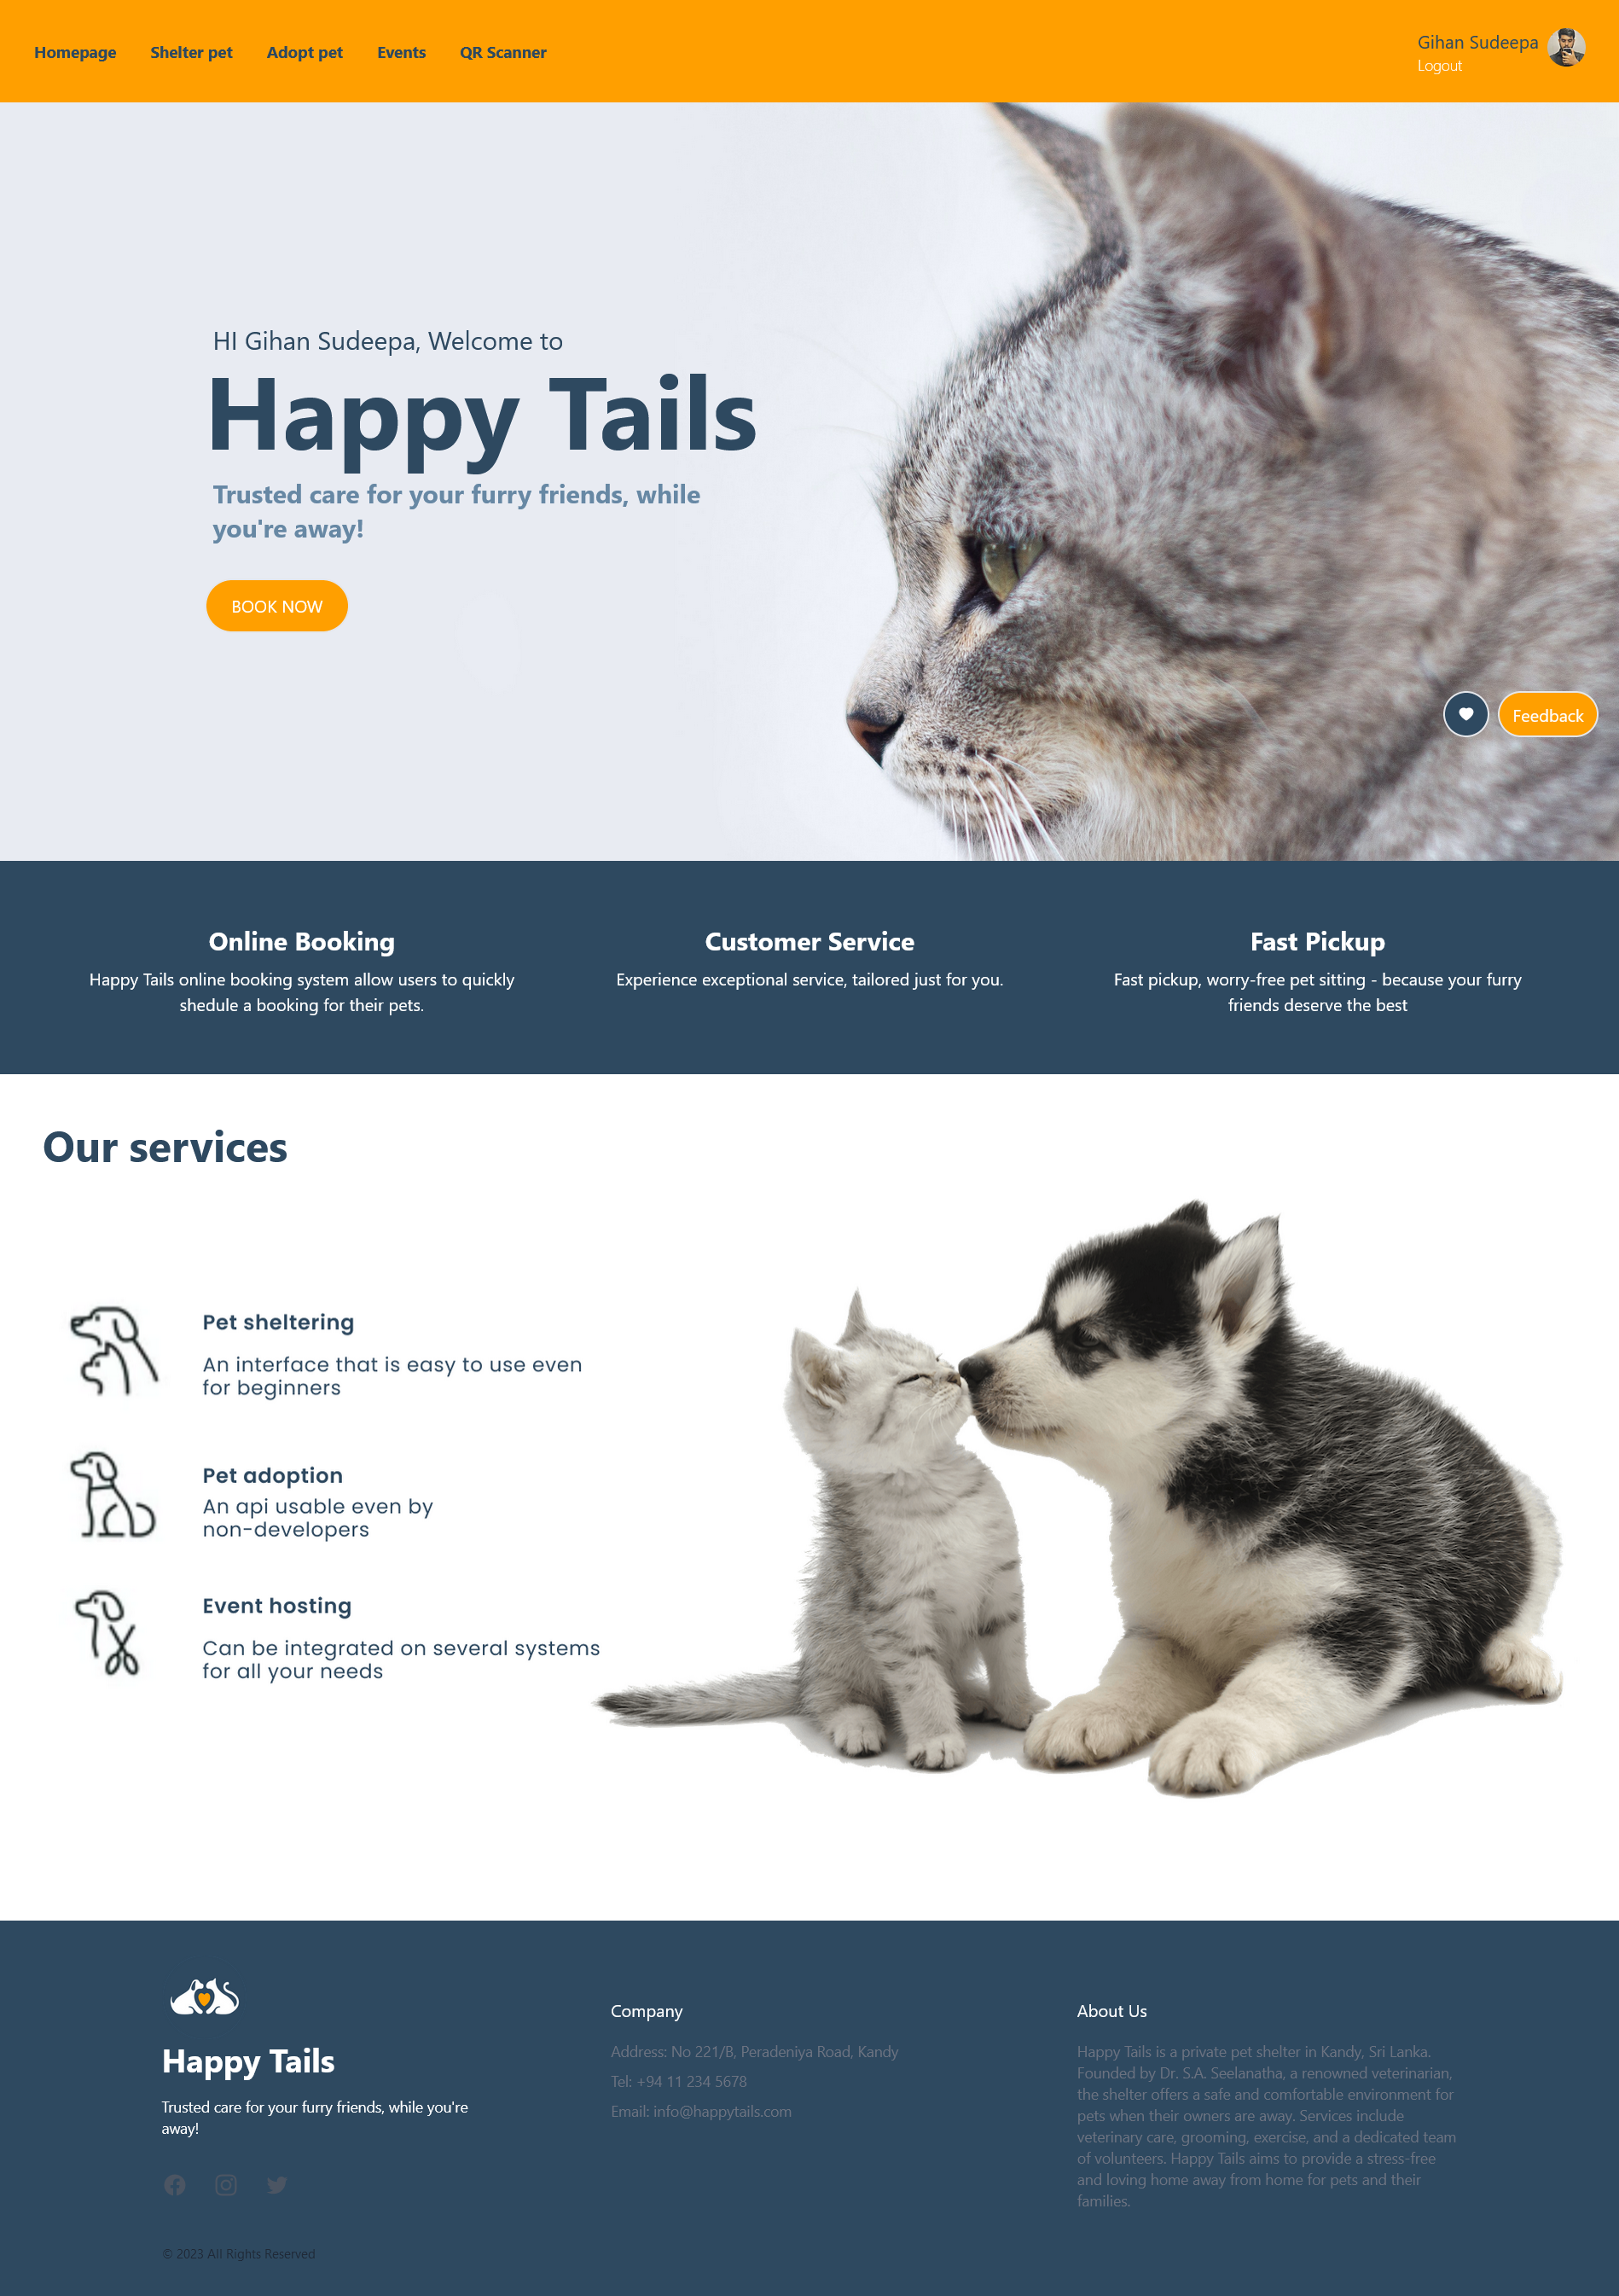 Homepage Shelter pet Adopt pet Events QR Scanner
Gihan Sudeepa
Logout
HI Gihan Sudeepa, Welcome to
Happy Tails
Trusted care for your furry friends, while
you're away!
BOOK NOW
Feedback
Online Booking
Happy Tails online booking system allow users to quickly
shedule a booking for their pets.
Customer Service
Experience exceptional service, tailored just for you.
Fast Pickup
Fast pickup, worry-free pet sitting - because your furry
friends deserve the best
Our services
Pet sheltering
An interface that is easy to use even
for beginners
Pet adoption
An api usable even by
non-developers
Event hosting
Can be integrated on several systems
for all your needs
Happy Tails
Trusted care for your furry friends, while you're
away!
© 2023 All Rights Reserved
Company
Address: No 221/B, Peradeniya Road, Kandy
Tel: +94 11 234 5678
Email: info@happytails.com
About Us
Happy Tails is a private pet shelter in Kandy, Sri Lanka.
Founded by Dr. S.A. Seelanatha, a renowned veterinarian,
the shelter offers a safe and comfortable environment for
pets when their owners are away. Services include
veterinary care, grooming, exercise, and a dedicated team
of volunteers. Happy Tails aims to provide a stress-free
and loving home away from home for pets and their
families.